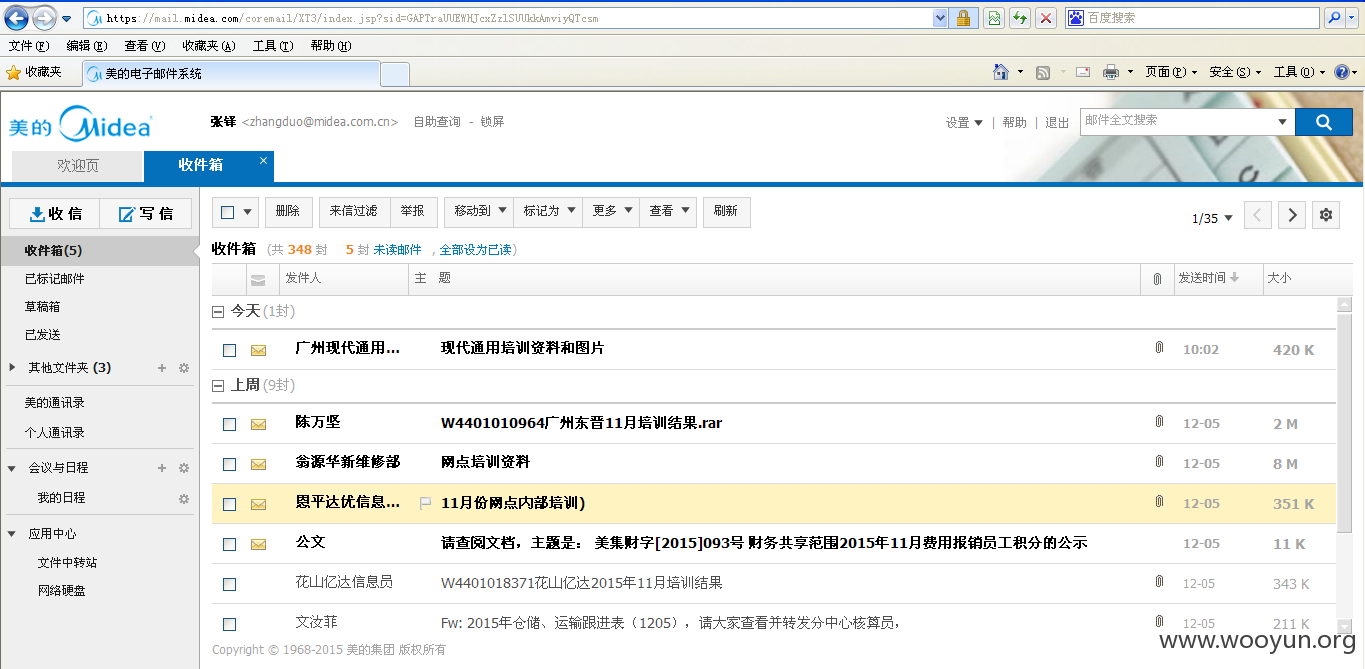 https://mail.midea.com/coremail/XT3/index.jsp?sid=GAPTraUUEWHJcxZzlSUUkkAmviyQTcsm
百度搜索
文件(F) 编辑(E) 查看(V) 收藏夹(A) 工具(T) 帮助(H)
收藏夹 美的电子邮件系统
页面(P) 安全(S) 工具(O)
美的 Midea 张铎 <zhangduo@midea.com.cn> 自助查询 - 锁屏
设置 | 帮助 | 退出 邮件全文搜索
欢迎页 收件箱
收信 写信
删除 来信过滤 举报 移动到 标记为 更多 查看 刷新
1/35
收件箱(5)
收件箱 (共 348 封 5 封 未读邮件 , 全部设为已读)
已标记邮件
发件人 主 题 发送时间 大小
草稿箱
今天(1封)
已发送
广州现代通用... 现代通用培训资料和图片 10:02 420 K
其他文件夹 (3)
上周(9封)
美的通讯录
陈万坚 W4401010964广州东晋11月培训结果.rar 12-05 2 M
个人通讯录
翁源华新维修部 网点培训资料 12-05 8 M
会议与日程
我的日程
恩平达优信息... 11月份网点内部培训) 12-05 351 K
应用中心
公文 请查阅文档，主题是： 美集财字[2015]093号 财务共享范围2015年11月费用报销员工积分的公示 12-05 11 K
文件中转站
花山亿达信息员 W4401018371花山亿达2015年11月培训结果 12-05 343 K
网络硬盘
文汝菲 Fw: 2015年仓储、运输跟进表（1205），请大家查看并转发分中心核算员， 12-05 211 K
Copyright © 1968-2015 美的集团 版权所有
www.wooyun.org